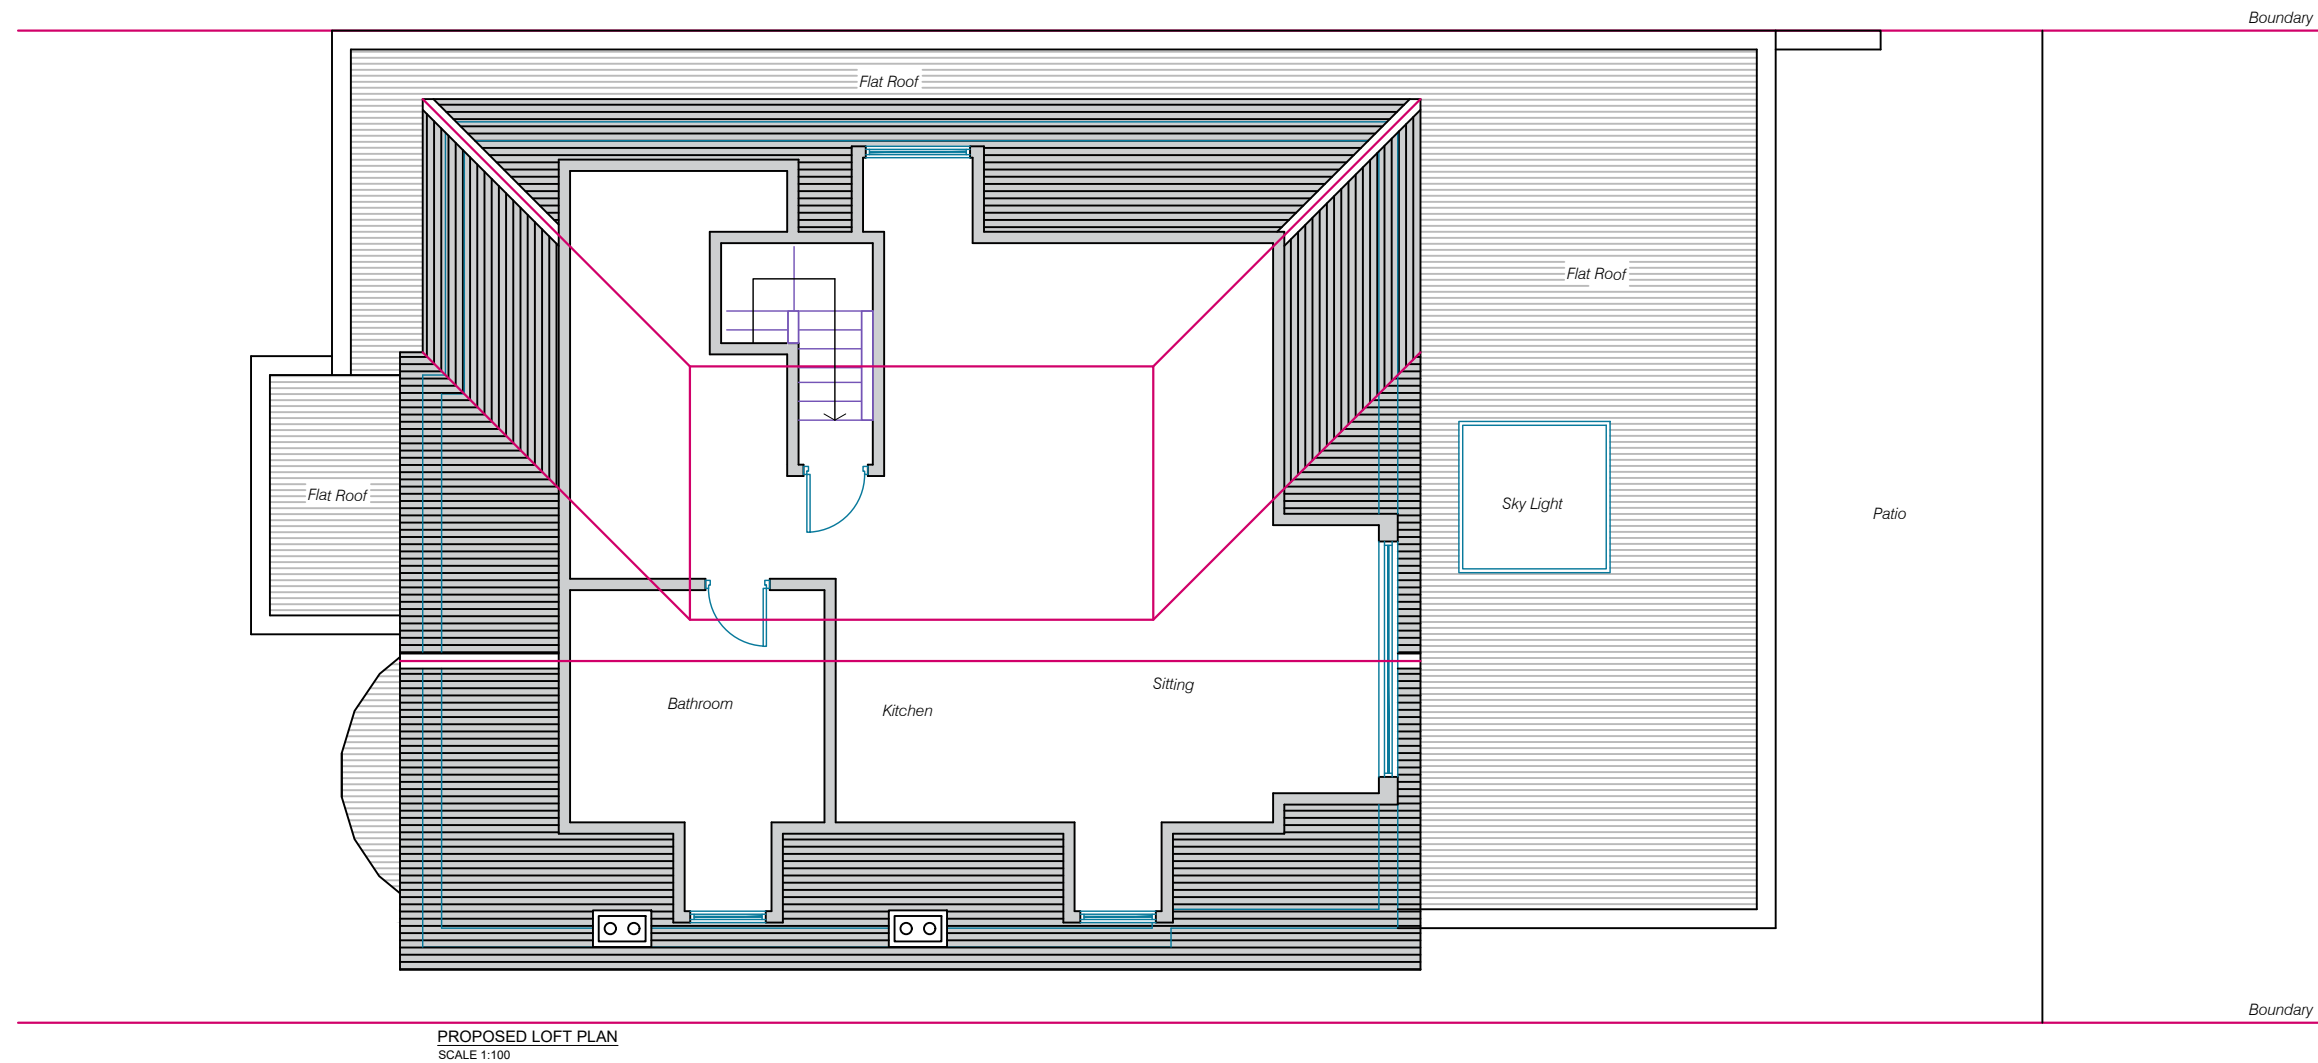 Boundary
Flat Roof
Flat Roof
Flat Roof
Sky Light
Patio
Sitting
Bathroom
Kitchen
Boundary
PROPOSED LOFT PLAN
SCALE 1:100